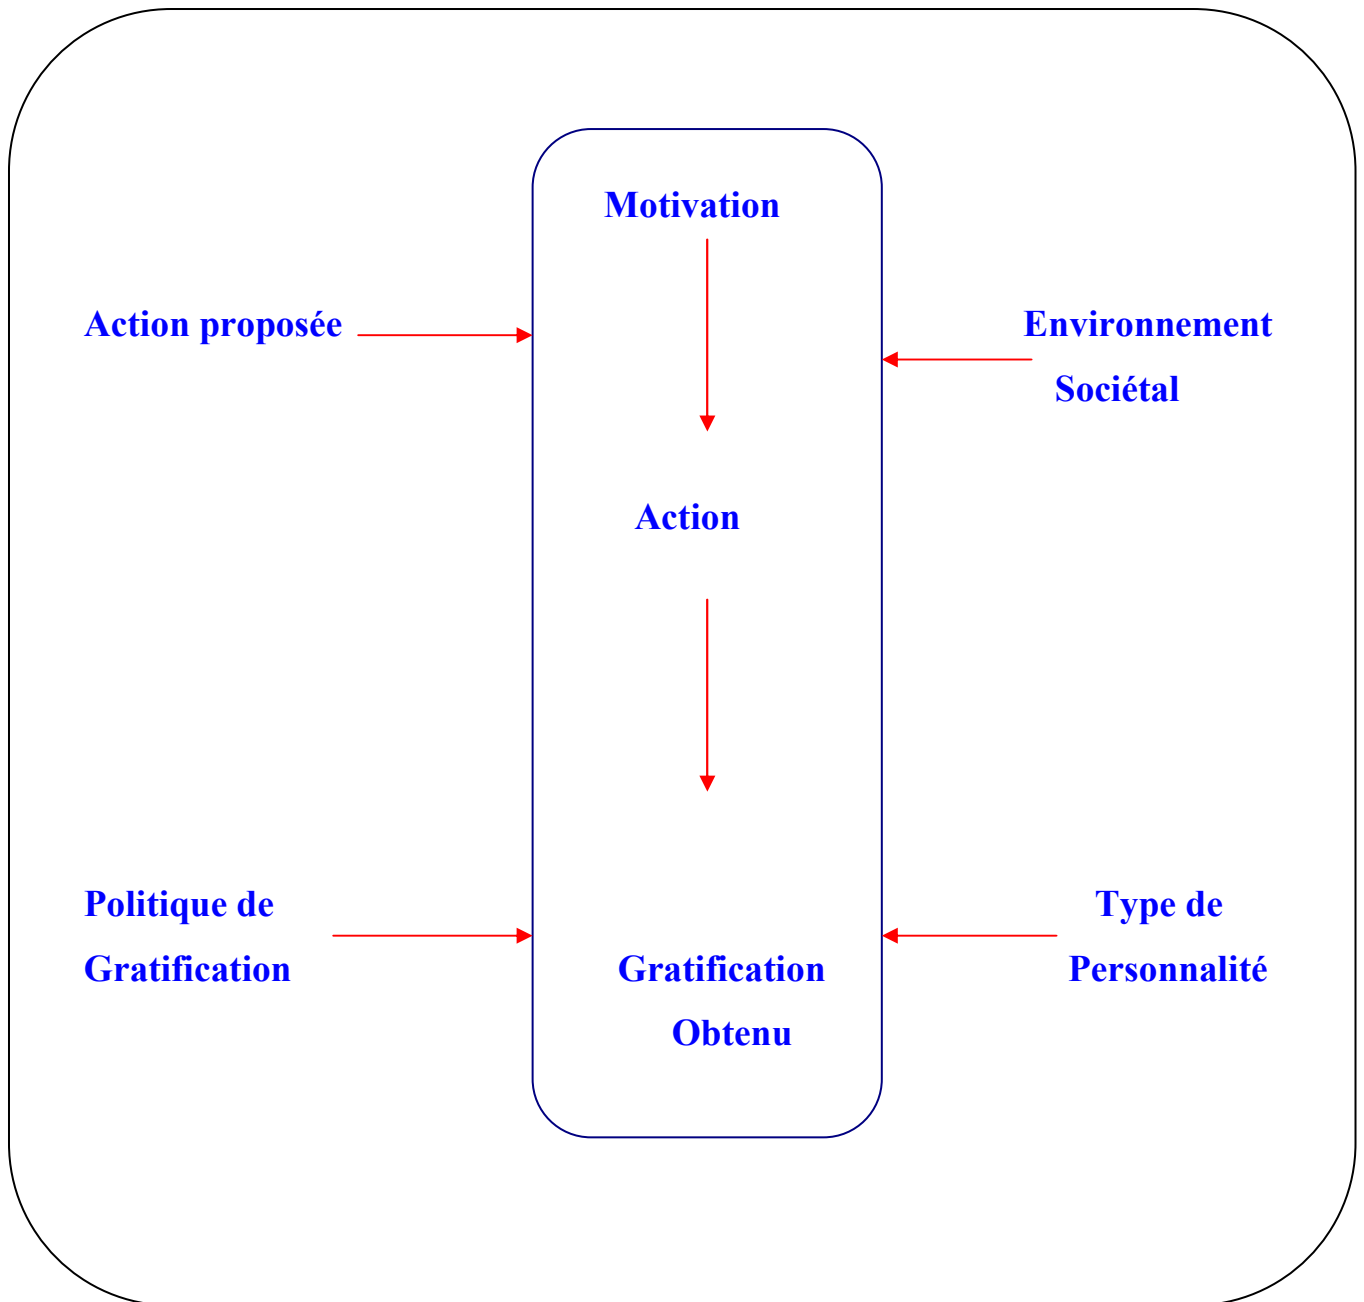 Motivation
Action proposée
Environnement
Sociétal
Action
Politique de
Gratification
Gratification
Obtenu
Type de
Personnalité